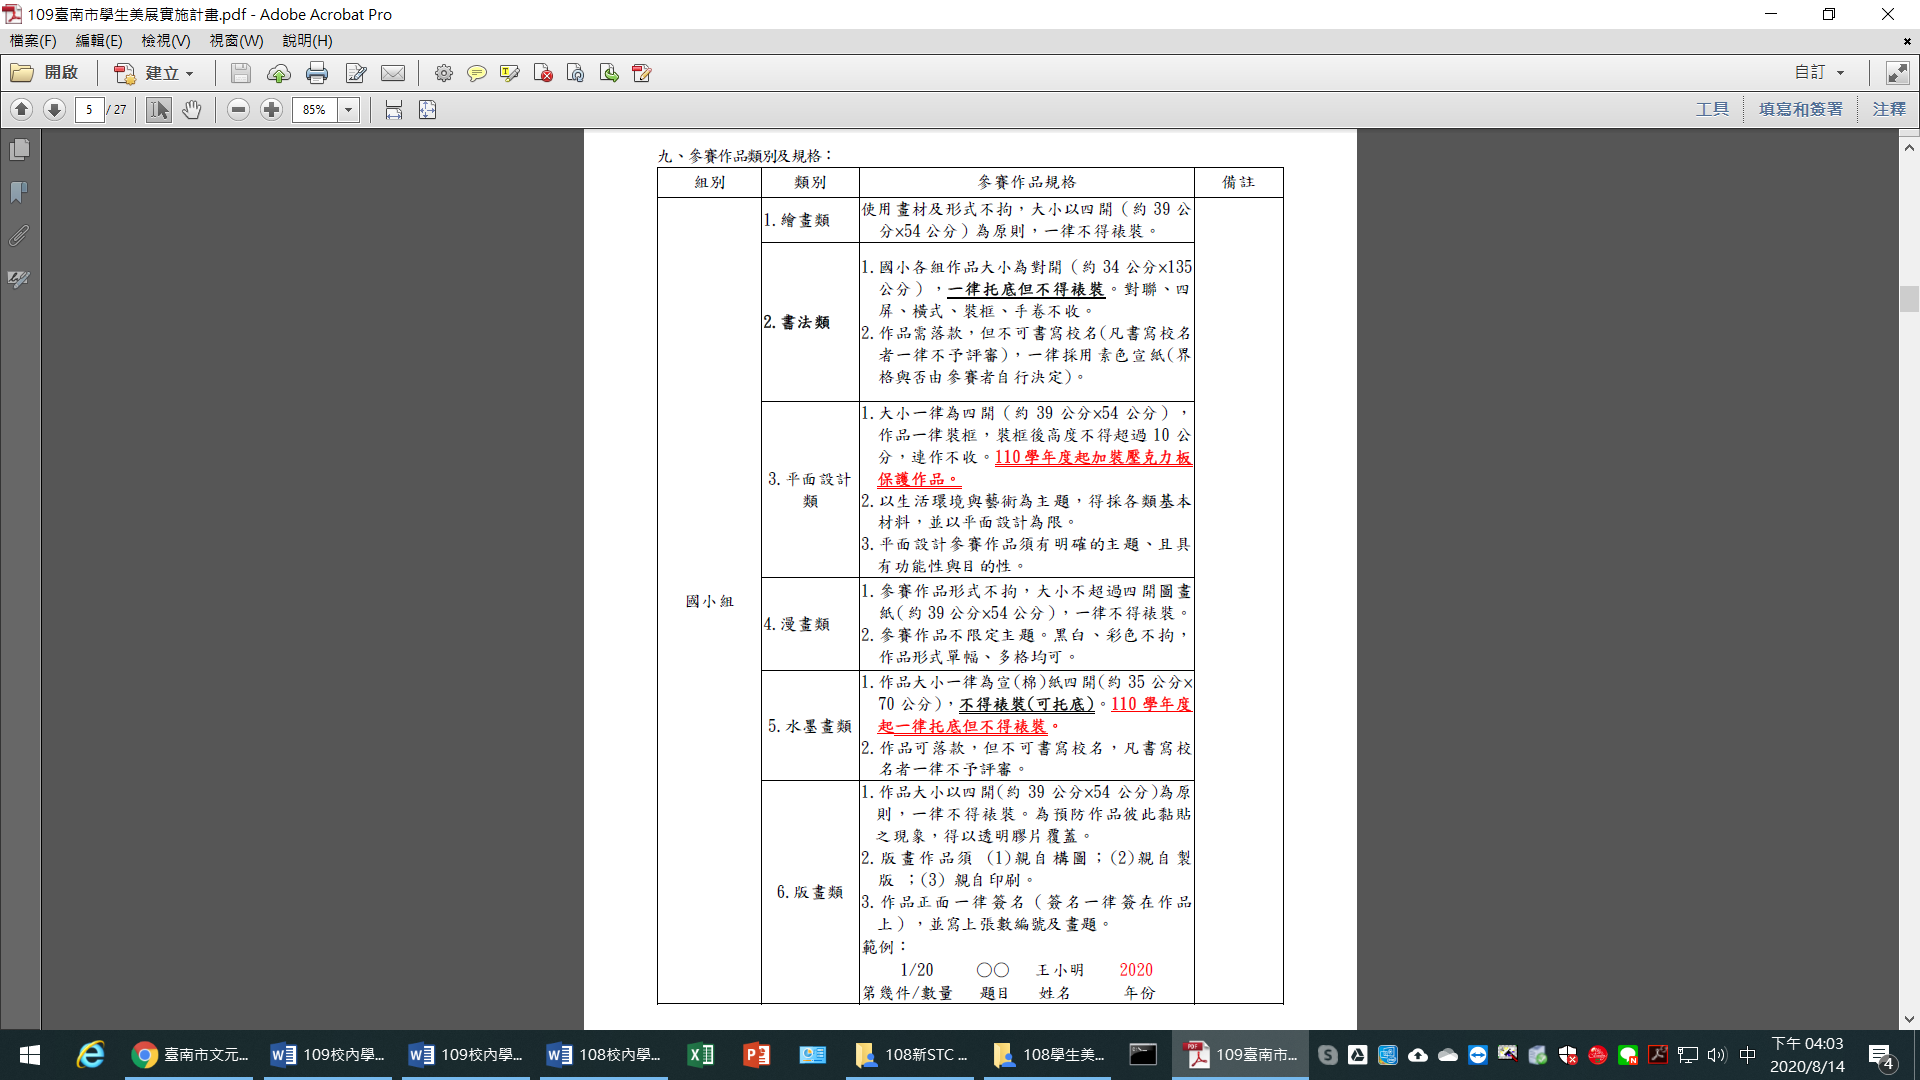 109臺南市學生美展實施計畫.pdf - Adobe Acrobat Pro
檔案(F) 編輯(E) 檢視(V) 視窗(W) 說明(H)
開啟 建立 自訂
5 / 27 85% 工具 填寫和簽署 注釋
九、參賽作品類別及規格：
組別 類別 參賽作品規格 備註
國小組
1.繪畫類
使用畫材及形式不拘，大小以四開（約 39 公
分×54 公分）為原則，一律不得裱裝。
2.書法類
1.國小各組作品大小為對開（約 34 公分×135
公分），一律托底但不得裱裝。對聯、四
屏、橫式、裝框、手卷不收。
2.作品需落款，但不可書寫校名(凡書寫校名
者一律不予評審)，一律採用素色宣紙(界
格與否由參賽者自行決定)。
3.平面設計
類
1.大小一律為四開（約 39 公分×54 公分），
作品一律裝框，裝框後高度不得超過 10 公
分，連作不收。110 學年度起加裝壓克力板
保護作品。
2.以生活環境與藝術為主題，得採各類基本
材料，並以平面設計為限。
3.平面設計參賽作品須有明確的主題、且具
有功能性與目的性。
4.漫畫類
1.參賽作品形式不拘，大小不超過四開圖畫
紙(約 39 公分×54 公分)，一律不得裱裝。
2.參賽作品不限定主題。黑白、彩色不拘，
作品形式單幅、多格均可。
5.水墨畫類
1.作品大小一律為宣(棉)紙四開(約 35 公分×
70 公分)，不得裱裝(可托底)。110 學年度
起一律托底但不得裱裝。
2.作品可落款，但不可書寫校名，凡書寫校
名者一律不予評審。
6.版畫類
1.作品大小以四開(約 39 公分×54 公分)為原
則，一律不得裱裝。為預防作品彼此黏貼
之現象，得以透明膠片覆蓋。
2.版畫作品須 (1)親自構圖；(2)親自製
版 ；(3) 親自印刷。
3.作品正面一律簽名（簽名一律簽在作品
上），並寫上張數編號及畫題。
範例：
1/20 ○○ 王小明 2020
第幾件/數量 題目 姓名 年份
臺南市文元... 109校內學... 109校內學... 108校內學... 108新STC ... 108學生美... 109臺南市... 中 下午 04:03
2020/8/14 4